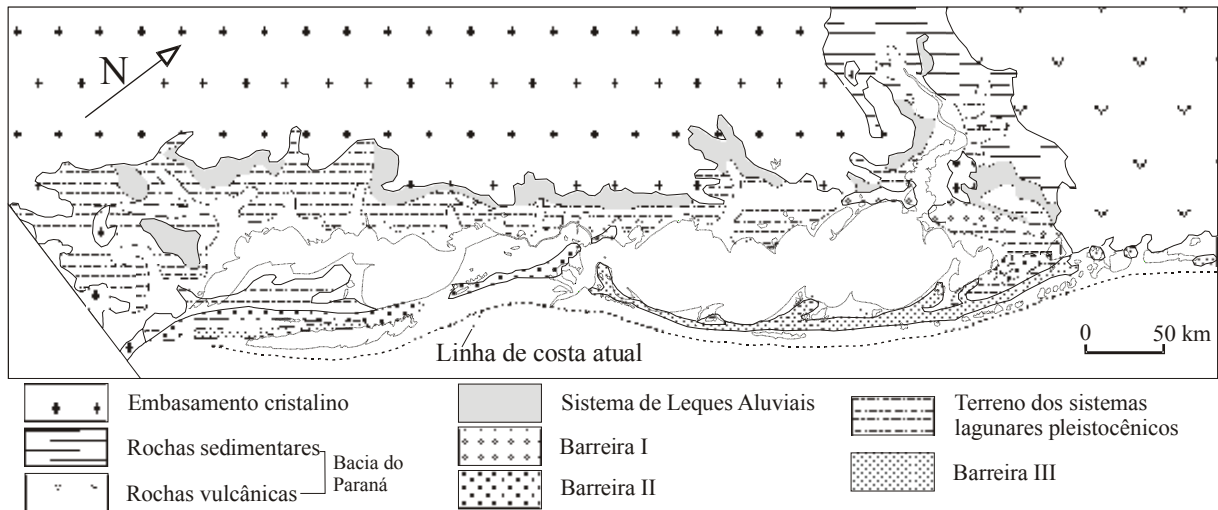 N
Linha de costa atual
0 50 km
Embasamento cristalino
Rochas sedimentares
Rochas vulcânicas
Bacia do
Paraná
Sistema de Leques Aluviais
Barreira I
Barreira II
Terreno dos sistemas
lagunares pleistocênicos
Barreira III